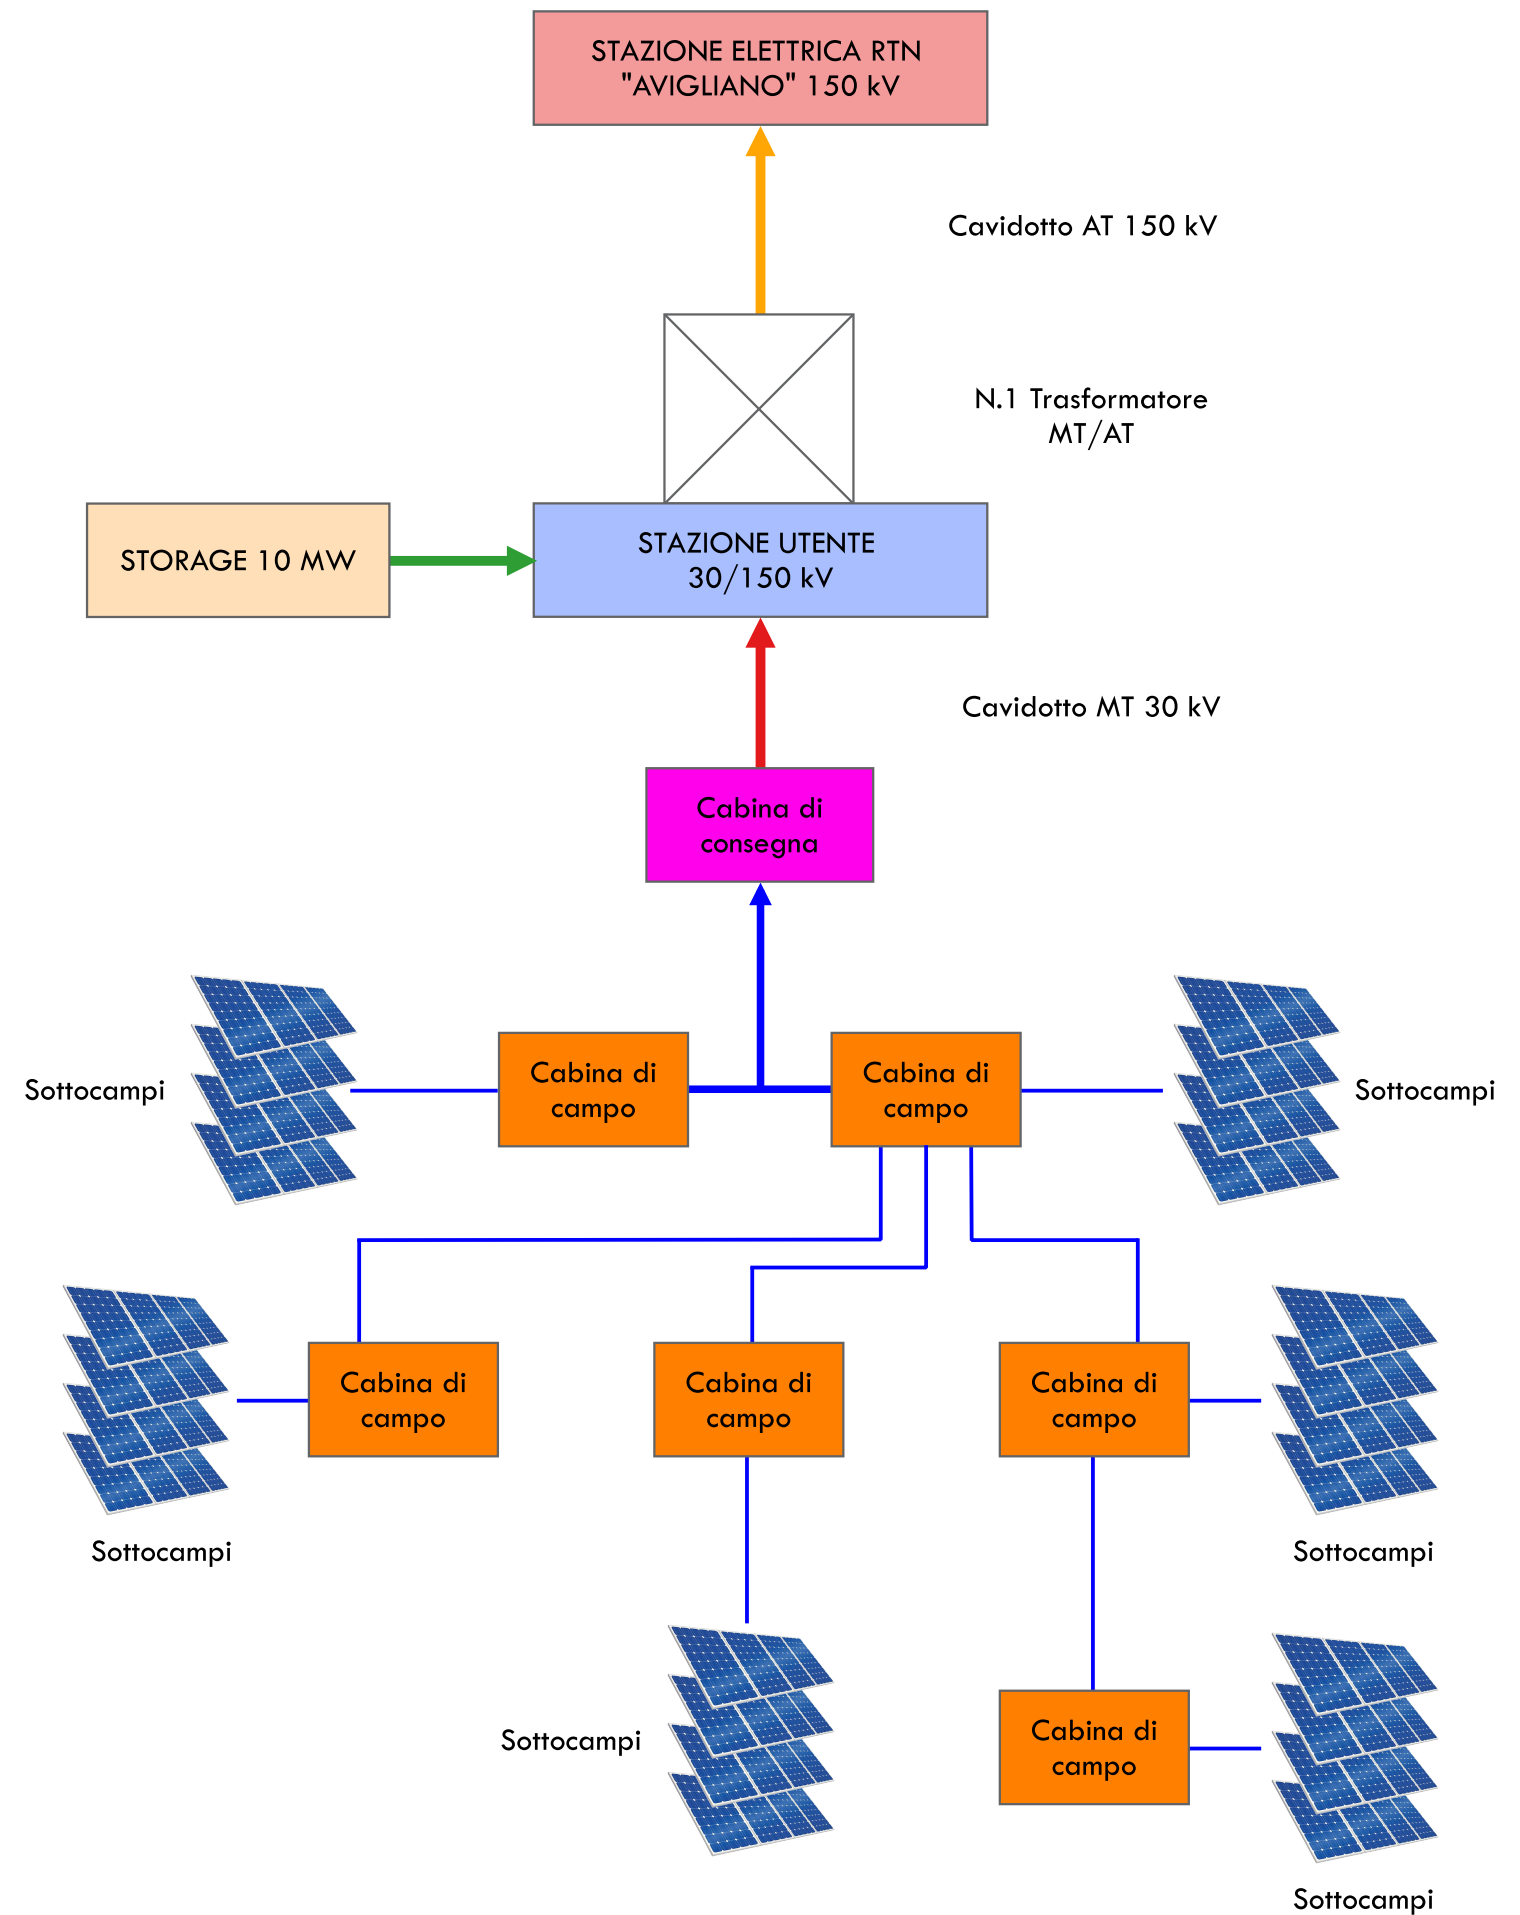 STAZIONE ELETTRICA RTN
"AVIGLIANO" 150 kV
Cavidotto AT 150 kV
N.1 Trasformatore
MT/AT
STORAGE 10 MW
STAZIONE UTENTE
30/150 kV
Cavidotto MT 30 kV
Cabina di
consegna
Sottocampi
Cabina di
campo
Cabina di
campo
Sottocampi
Cabina di
campo
Cabina di
campo
Cabina di
campo
Sottocampi
Sottocampi
Sottocampi
Cabina di
campo
Sottocampi